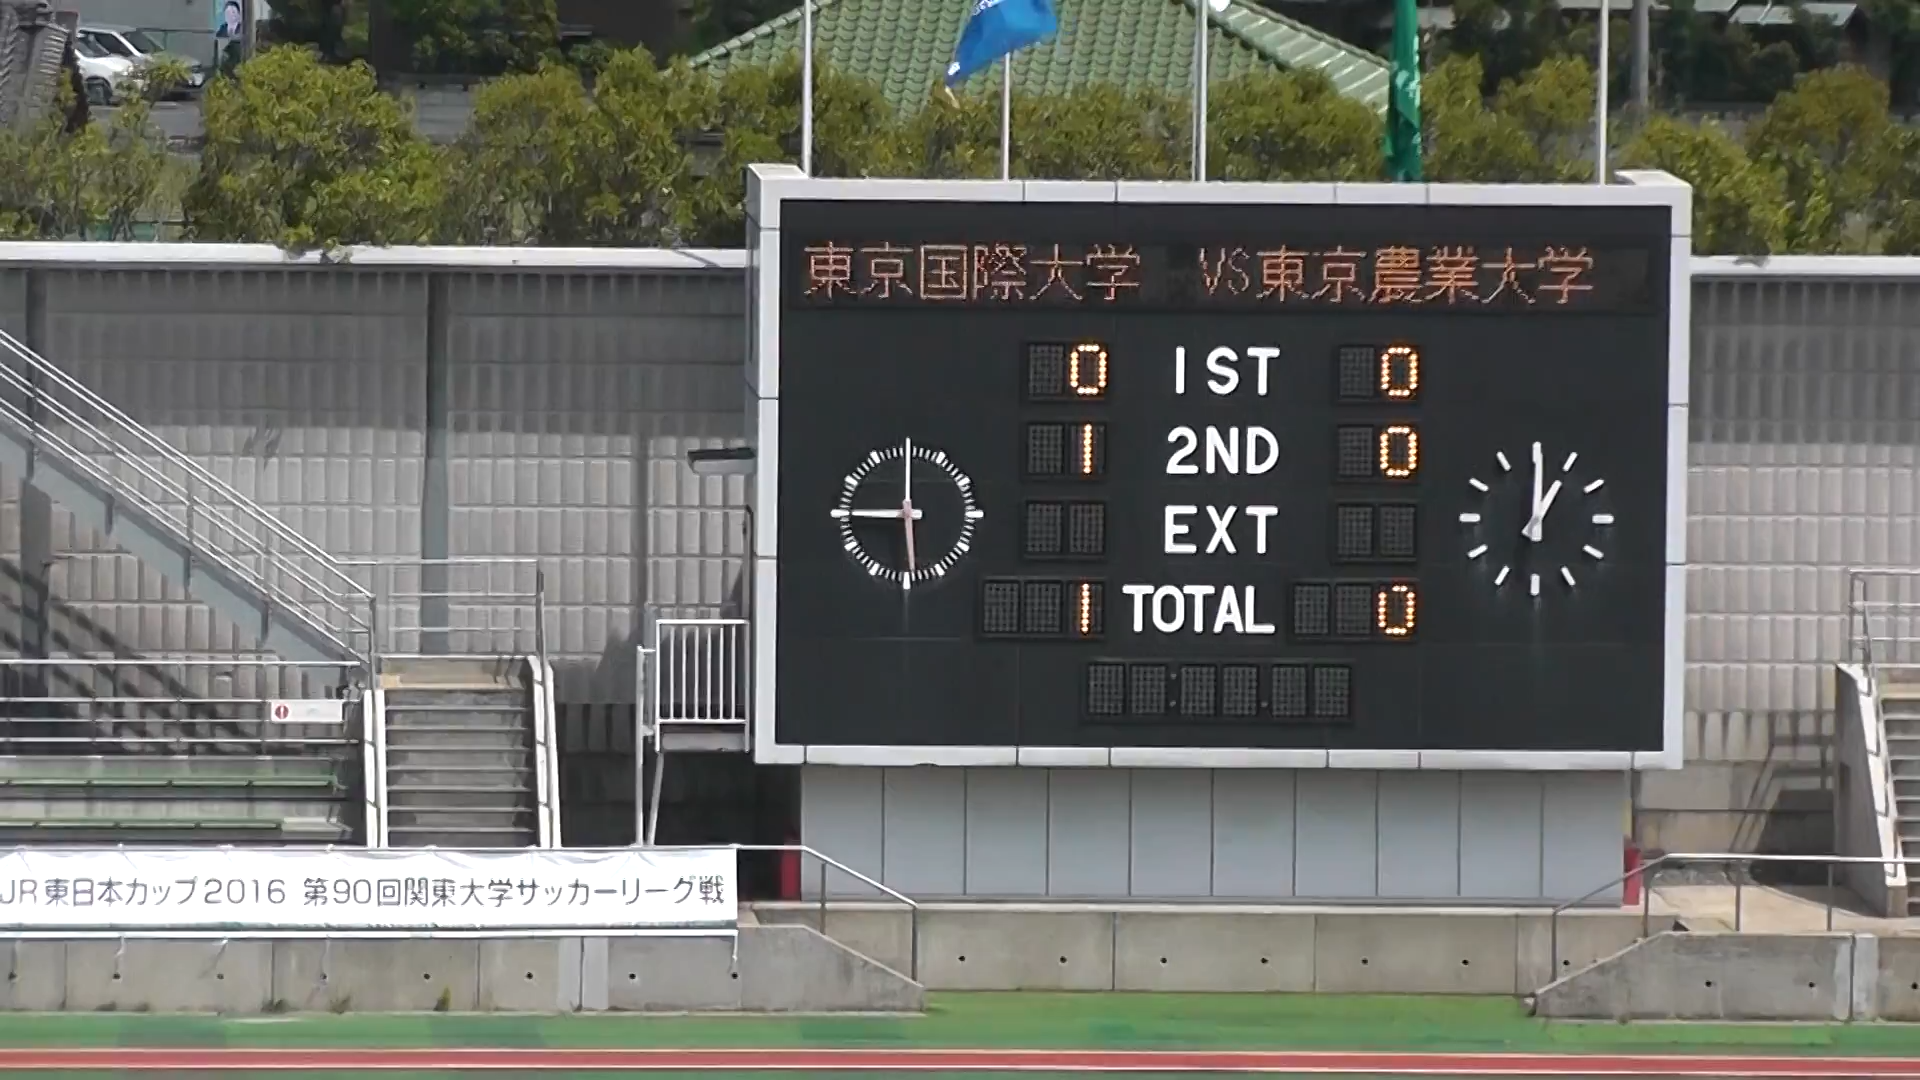 東京国際大学 VS東京農業大学
0 1ST 0
1 2ND 0
EXT
1 TOTAL 0
JR東日本カップ2016 第90回関東大学サッカーリーグ戦